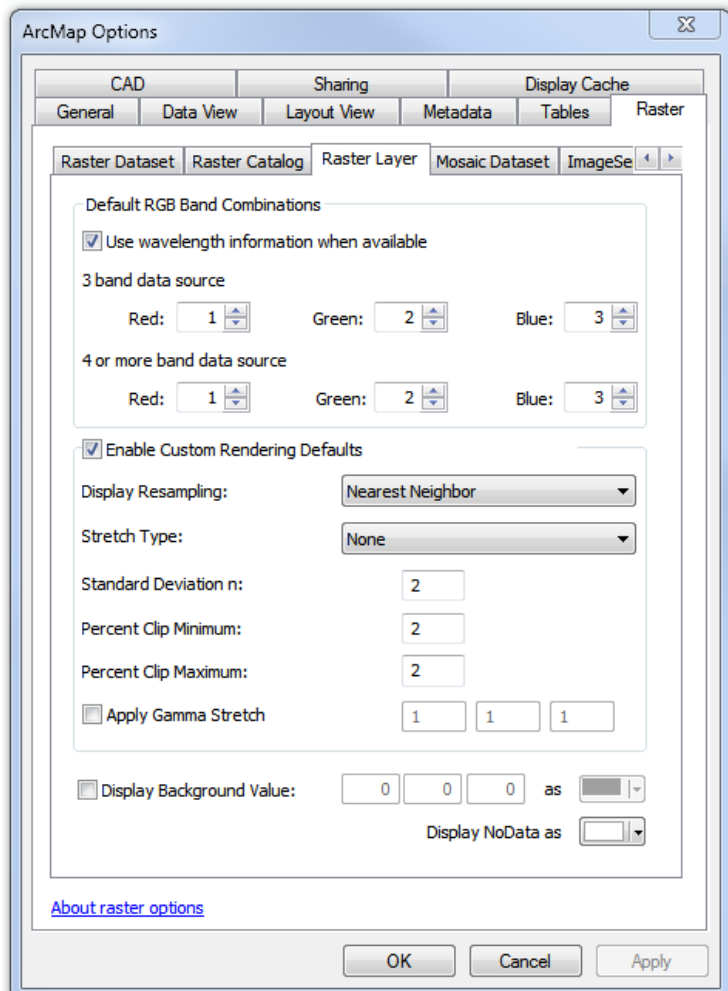 ArcMap Options
CAD Sharing Display Cache
General Data View Layout View Metadata Tables Raster
Raster Dataset Raster Catalog Raster Layer Mosaic Dataset ImageSe
Default RGB Band Combinations
Use wavelength information when available
3 band data source
Red: 1 Green: 2 Blue: 3
4 or more band data source
Red: 1 Green: 2 Blue: 3
Enable Custom Rendering Defaults
Display Resampling: Nearest Neighbor
Stretch Type: None
Standard Deviation n: 2
Percent Clip Minimum: 2
Percent Clip Maximum: 2
Apply Gamma Stretch 1 1 1
Display Background Value: 0 0 0 as
Display NoData as
About raster options
OK Cancel Apply